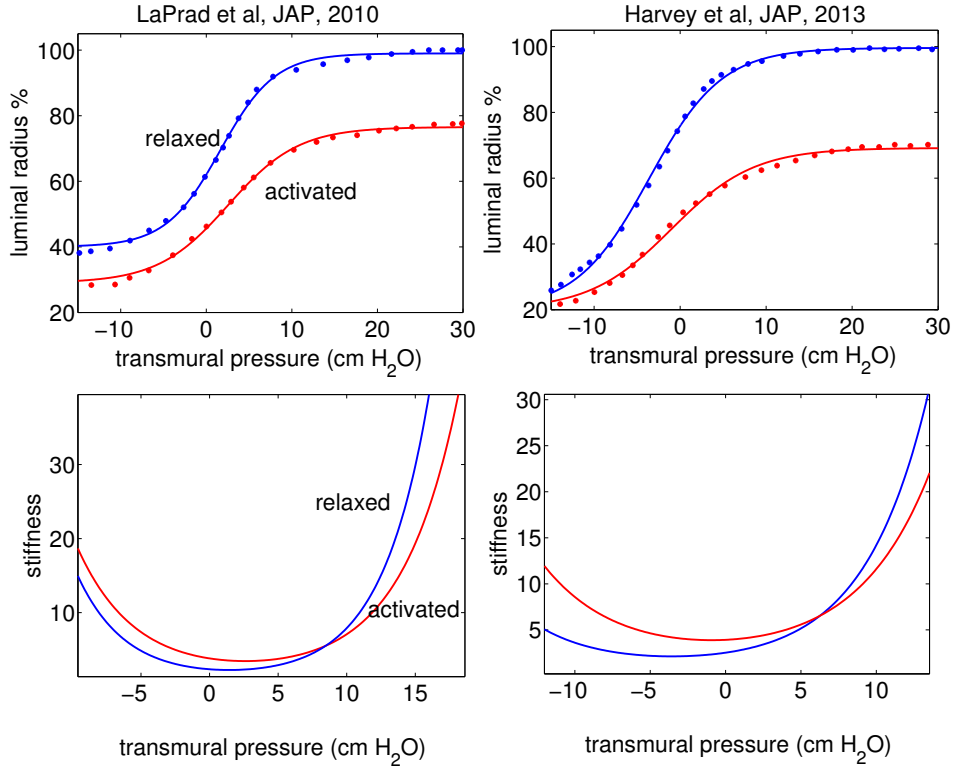 LaPrad et al, JAP, 2010
Harvey et al, JAP, 2013
luminal radius %
100
80
60
40
20
relaxed
activated
−10 0 10 20 30
transmural pressure (cm H2O)
luminal radius %
100
80
60
40
20
−10 0 10 20 30
transmural pressure (cm H2O)
stiffness
30
20
10
relaxed
activated
−5 0 5 10 15
transmural pressure (cm H2O)
stiffness
30
25
20
15
10
5
0
−10 −5 0 5 10
transmural pressure (cm H2O)